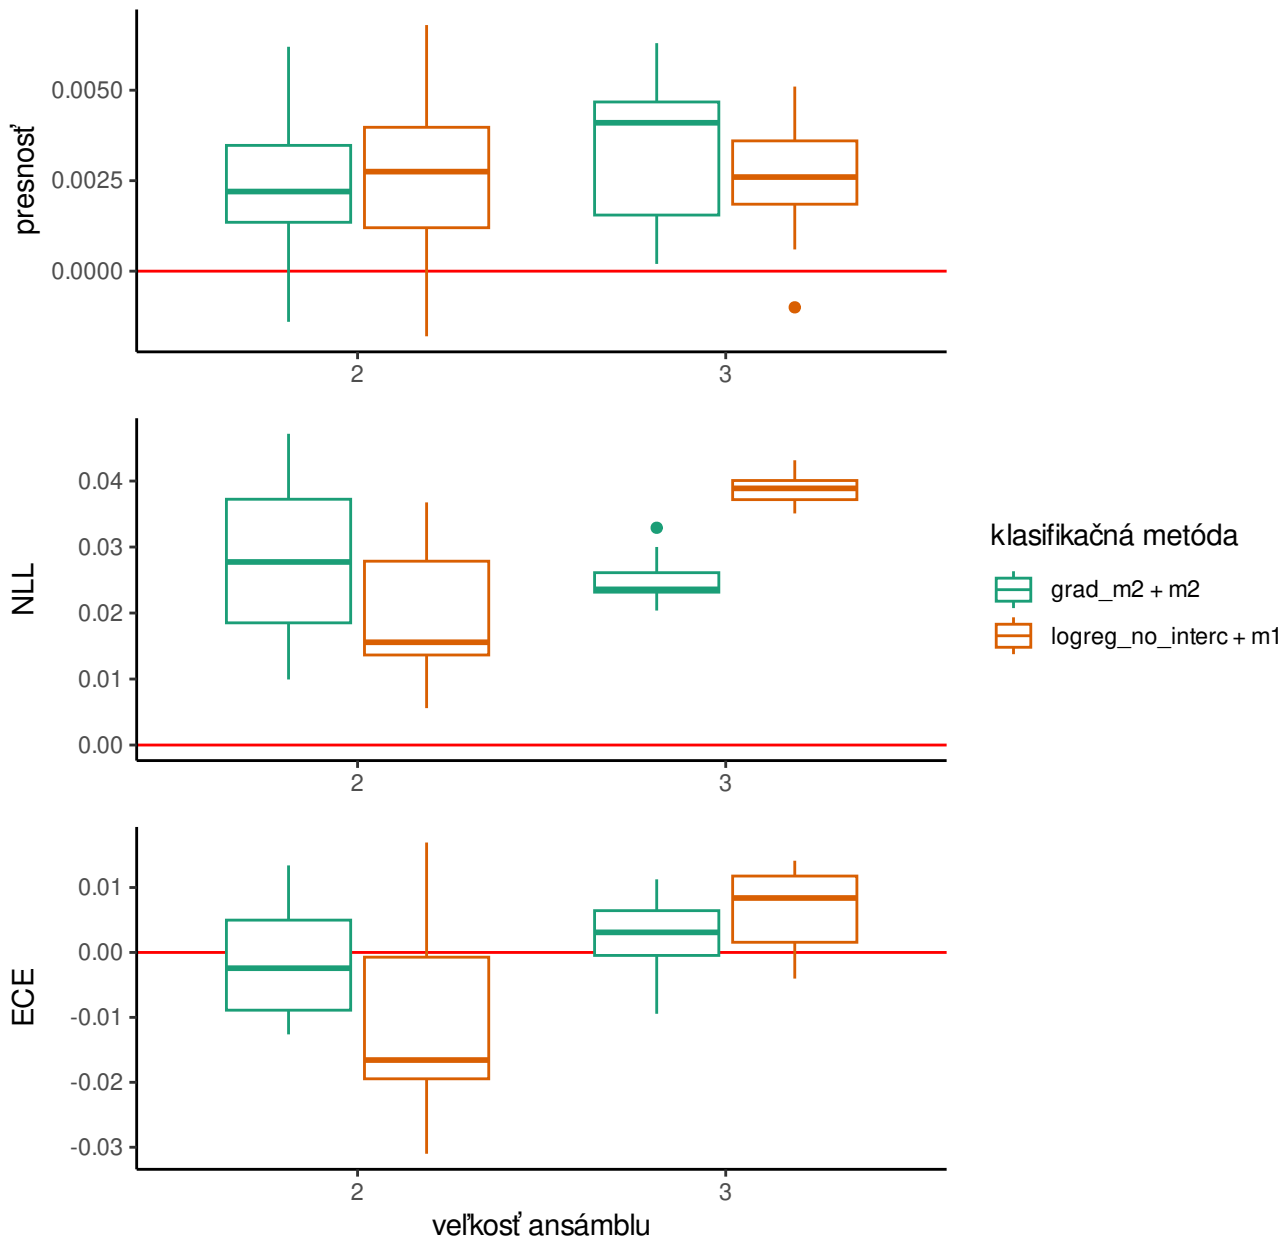 presnosť
0.0050
0.0025
0.0000
2
3
NLL
0.04
0.03
0.02
0.01
0.00
2
3
ECE
0.01
0.00
-0.01
-0.02
-0.03
2
3
veľkosť ansámblu
klasifikačná metóda
grad_m2 + m2
logreg_no_interc + m1